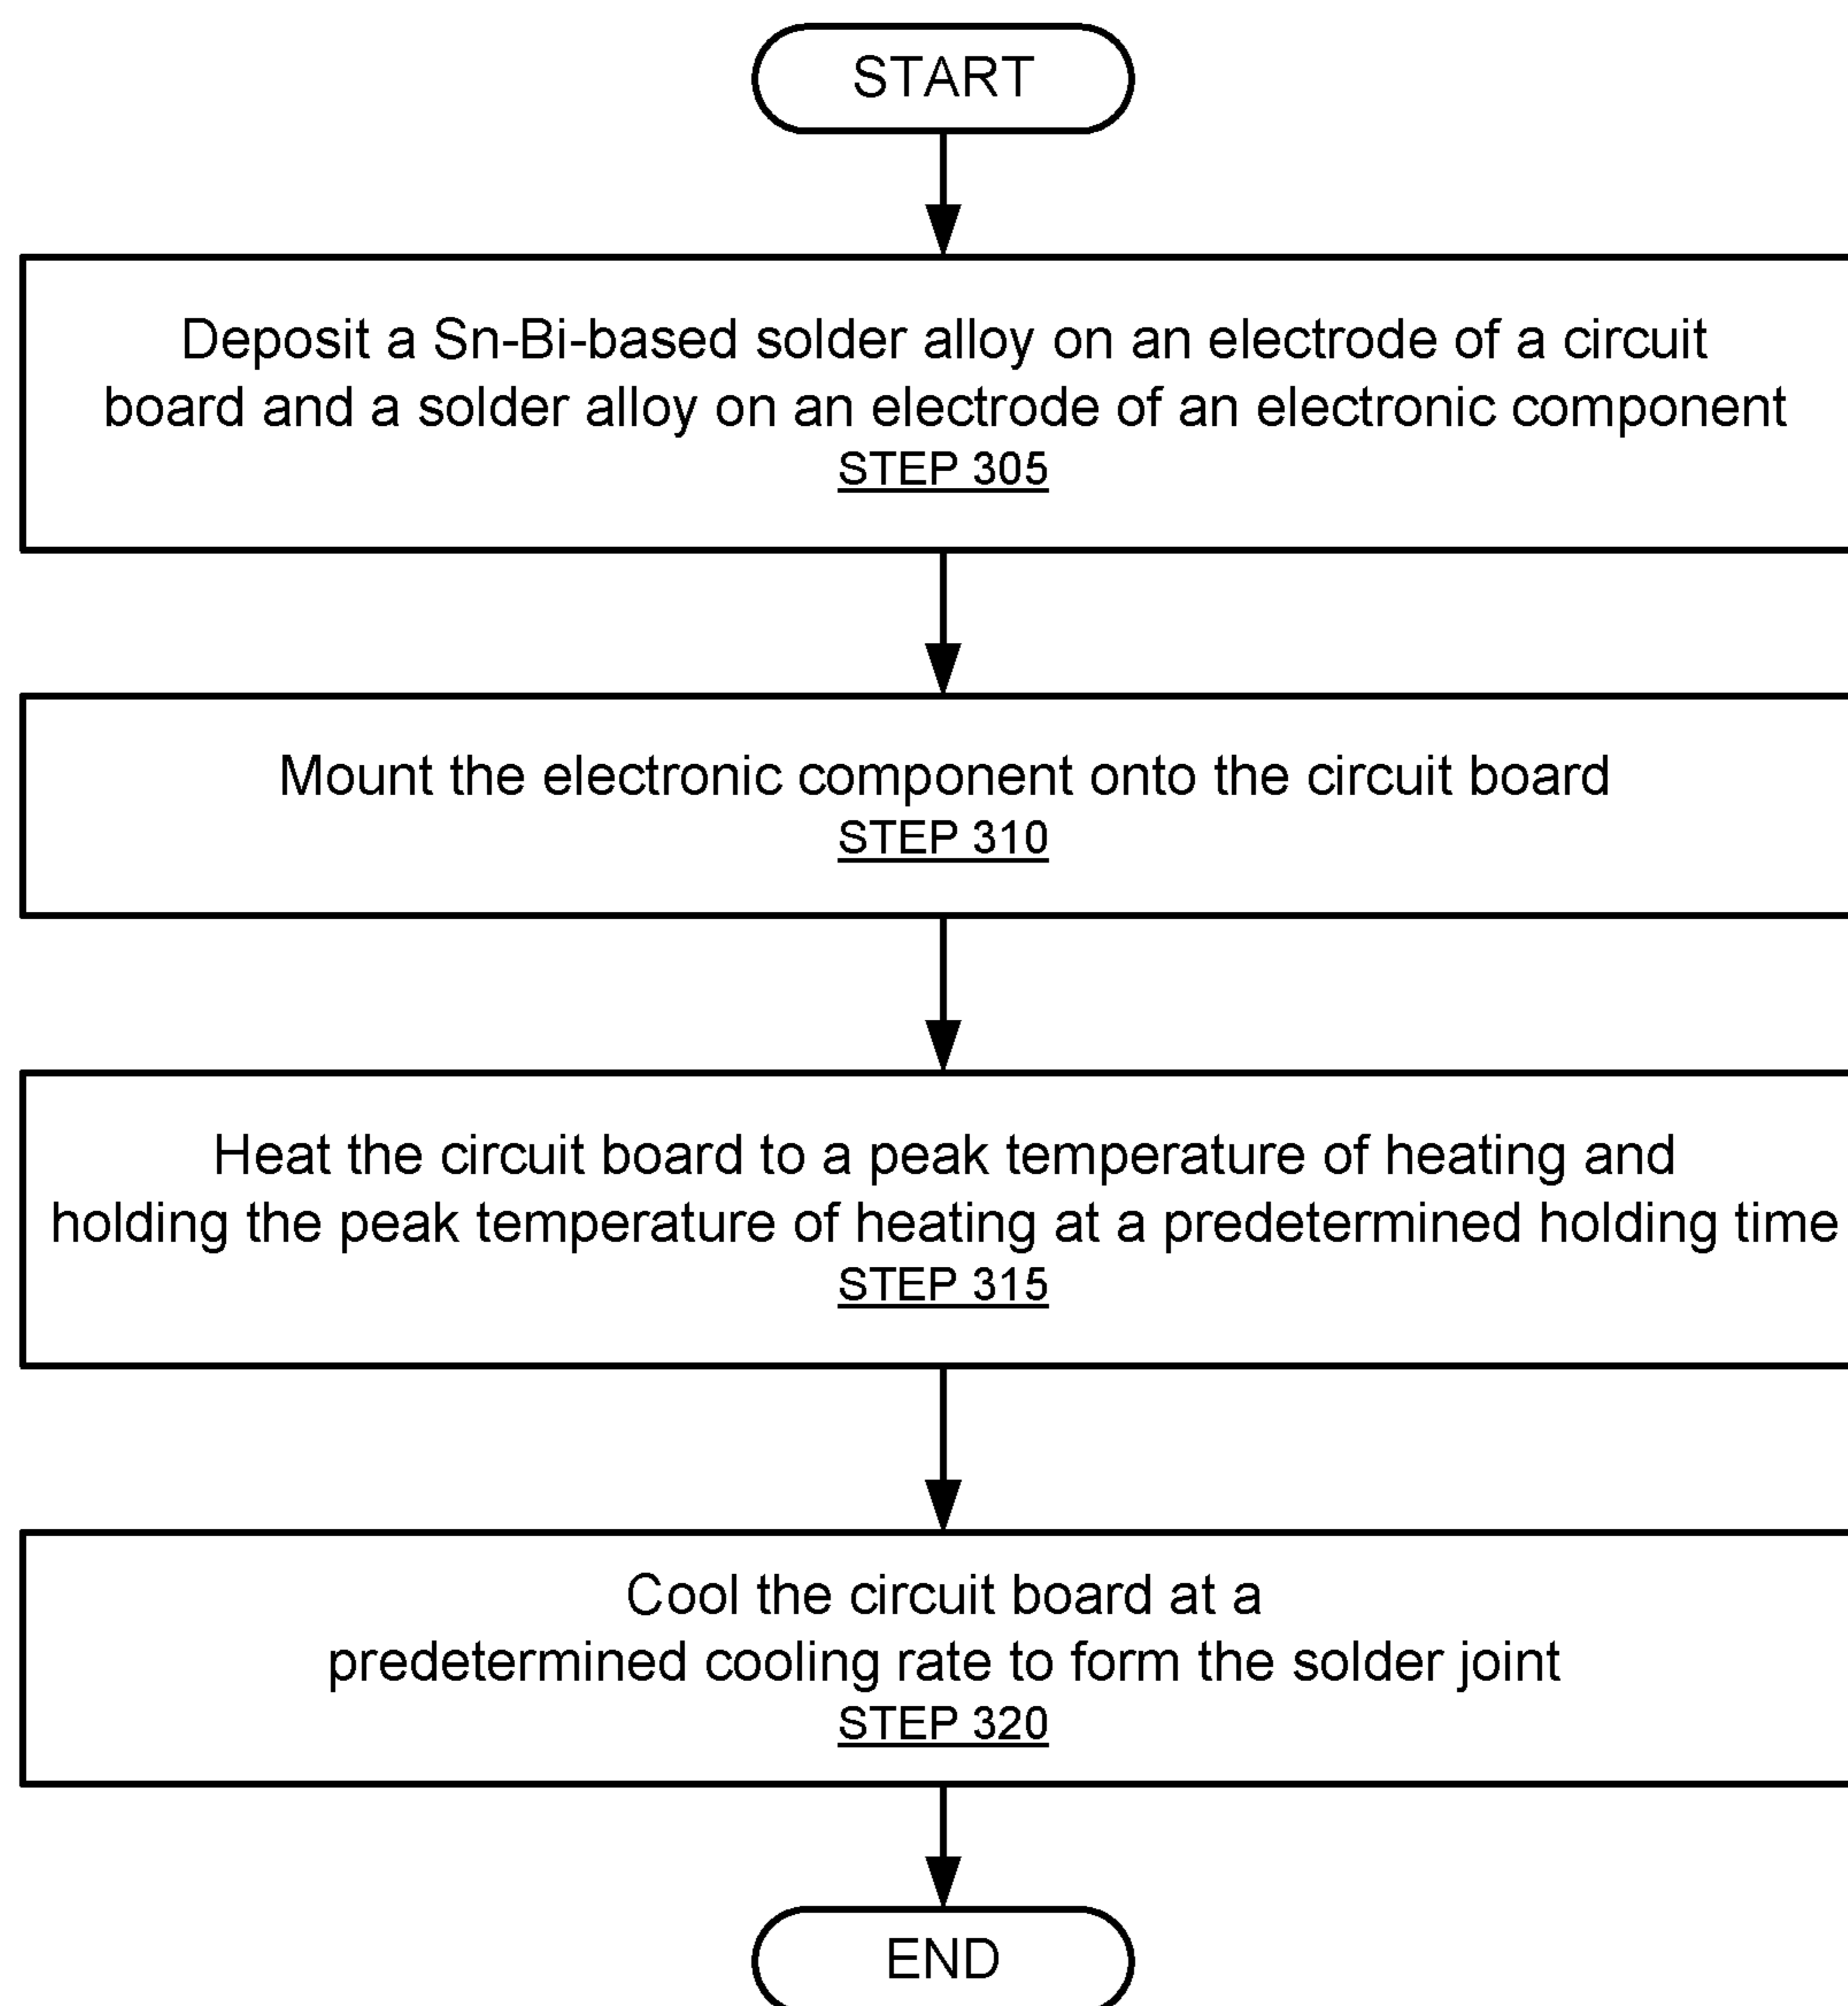 START
Deposit a Sn-Bi-based solder alloy on an electrode of a circuit
board and a solder alloy on an electrode of an electronic component
STEP 305
Mount the electronic component onto the circuit board
STEP 310
Heat the circuit board to a peak temperature of heating and
holding the peak temperature of heating at a predetermined holding time
STEP 315
Cool the circuit board at a
predetermined cooling rate to form the solder joint
STEP 320
END